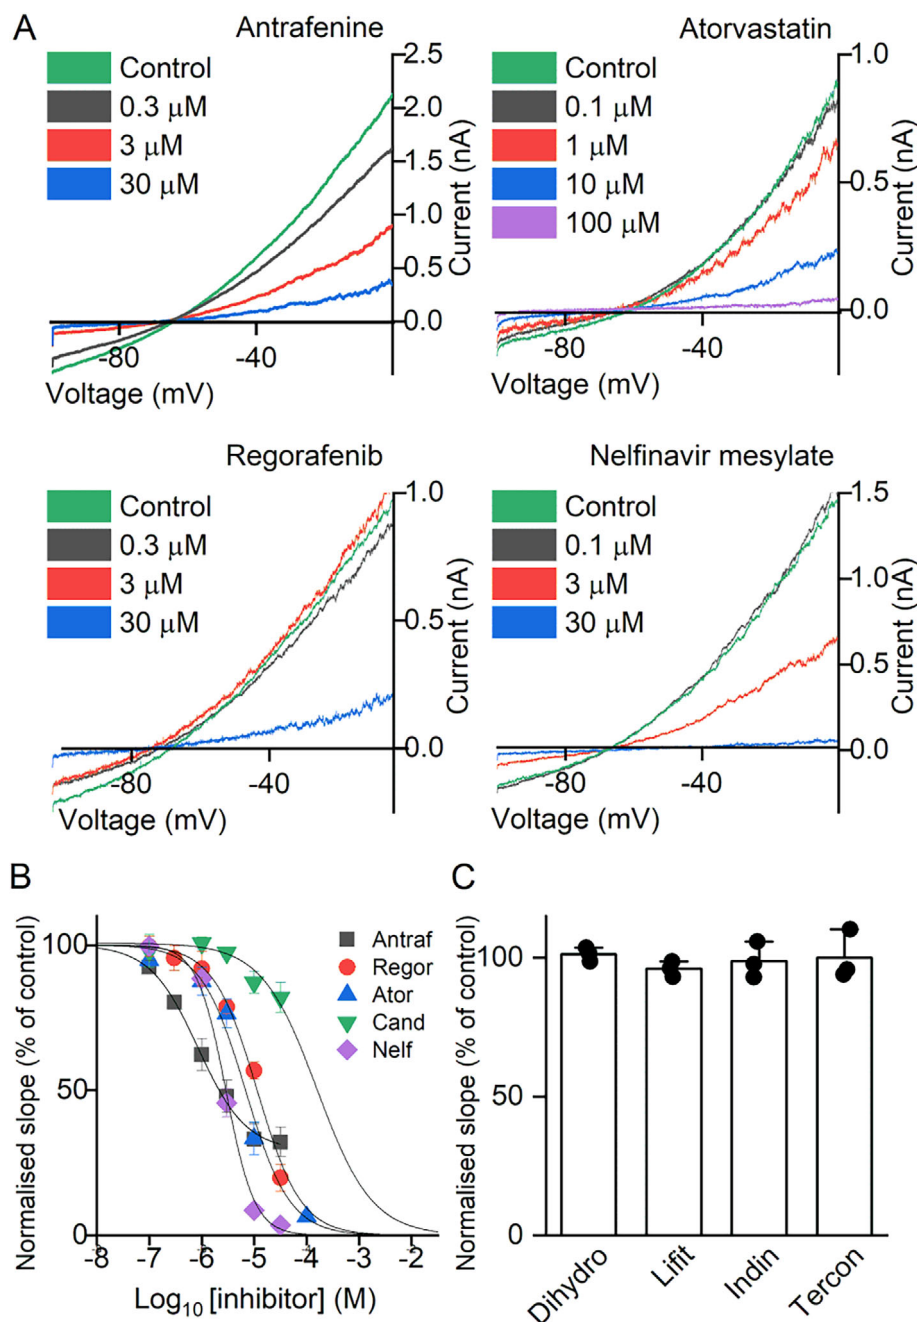 A
Antrafenine
Control
0.3 μM
3 μM
30 μM
2.5
2.0
1.5
1.0
0.5
0.0
Current (nA)
-80
-40
Voltage (mV)
Atorvastatin
Control
0.1 μM
1 μM
10 μM
100 μM
1.0
0.5
0.0
Current (nA)
-80
-40
Voltage (mV)
Regorafenib
Control
0.3 μM
3 μM
30 μM
1.0
0.5
0.0
Current (nA)
-80
-40
Voltage (mV)
Nelfinavir mesylate
Control
0.1 μM
3 μM
30 μM
1.5
1.0
0.5
0.0
Current (nA)
-80
-40
Voltage (mV)
B
Normalised slope (% of control)
100
50
0
Antraf
Regor
Ator
Cand
Nelf
-8 -7 -6 -5 -4 -3 -2
Log10 [inhibitor] (M)
C
Normalised slope (% of control)
100
50
0
Dihydro
Lifit
Indin
Tercon